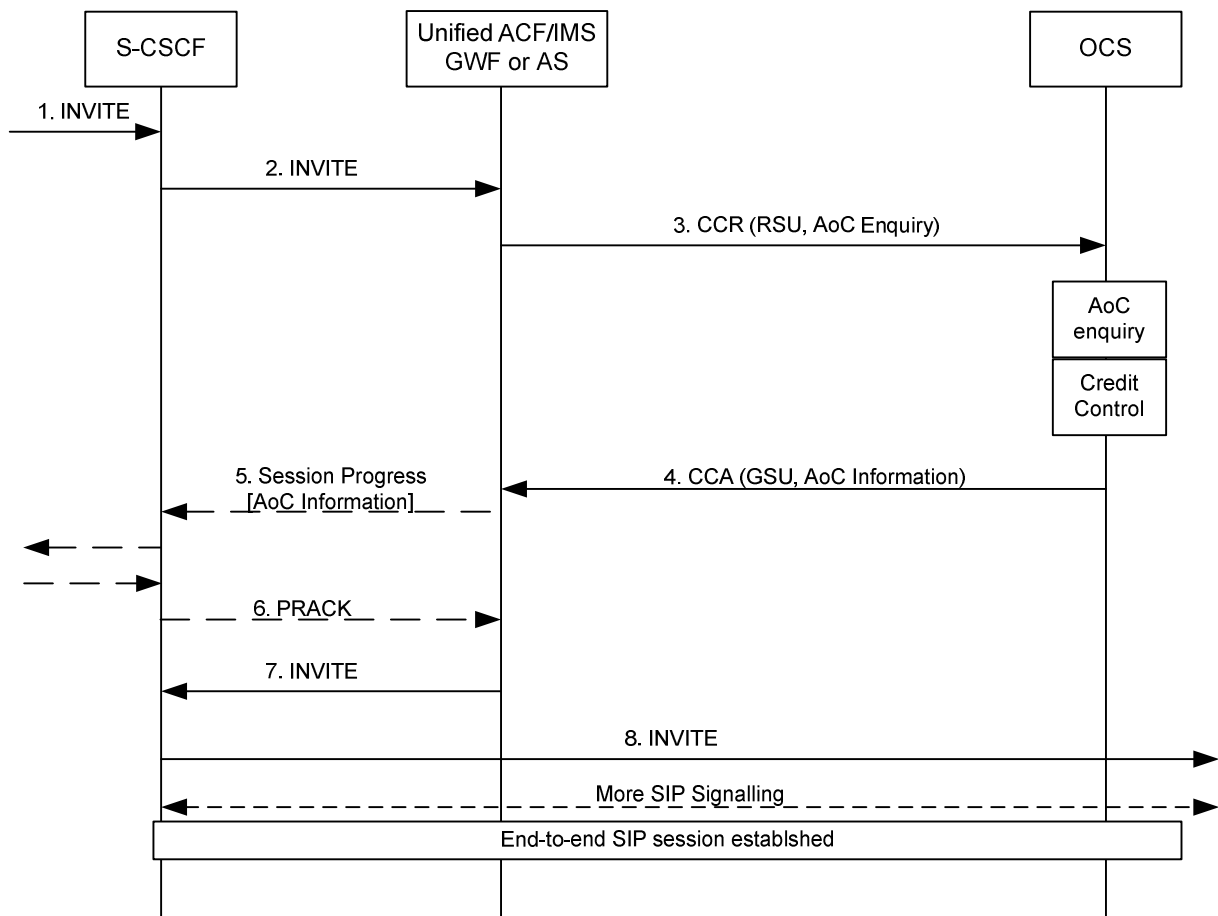 S-CSCF
Unified ACF/IMS
GWF or AS
OCS
1. INVITE
2. INVITE
3. CCR (RSU, AoC Enquiry)
AoC
enquiry
Credit
Control
4. CCA (GSU, AoC Information)
5. Session Progress
[AoC Information]
6. PRACK
7. INVITE
8. INVITE
More SIP Signalling
End-to-end SIP session establshed